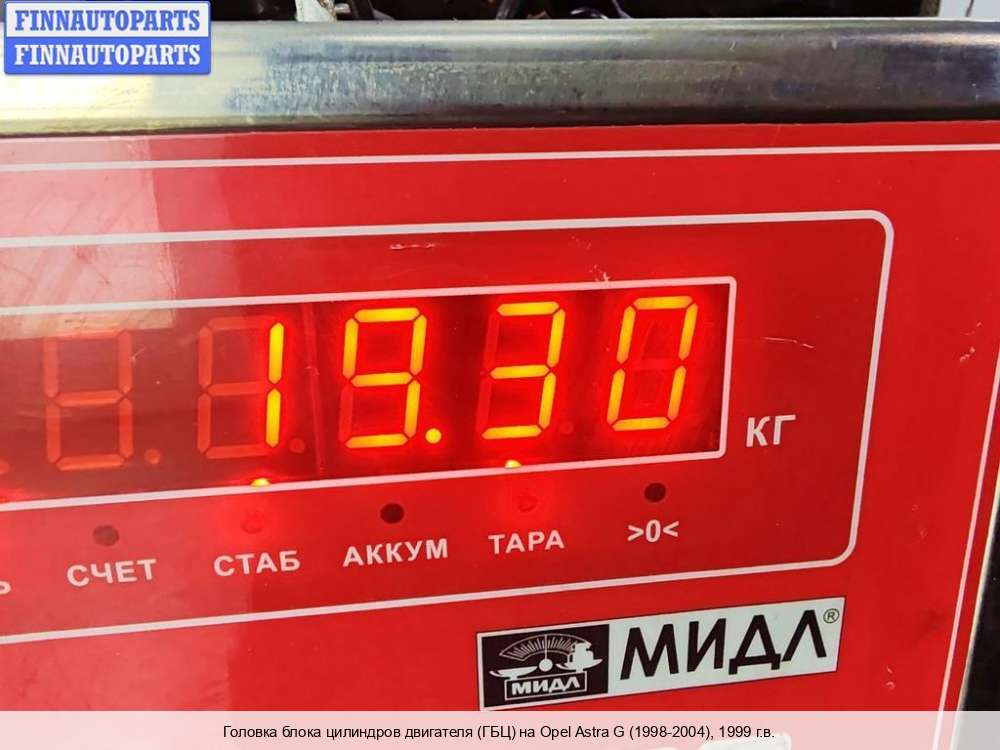 FINNAUTOPARTS
FINNAUTOPARTS
19.30
КГ
СЧЕТ СТАБ АККУМ ТАРА >0<
МИДЛ МИДЛ®
Головка блока цилиндров двигателя (ГБЦ) на Opel Astra G (1998-2004), 1999 г.в.